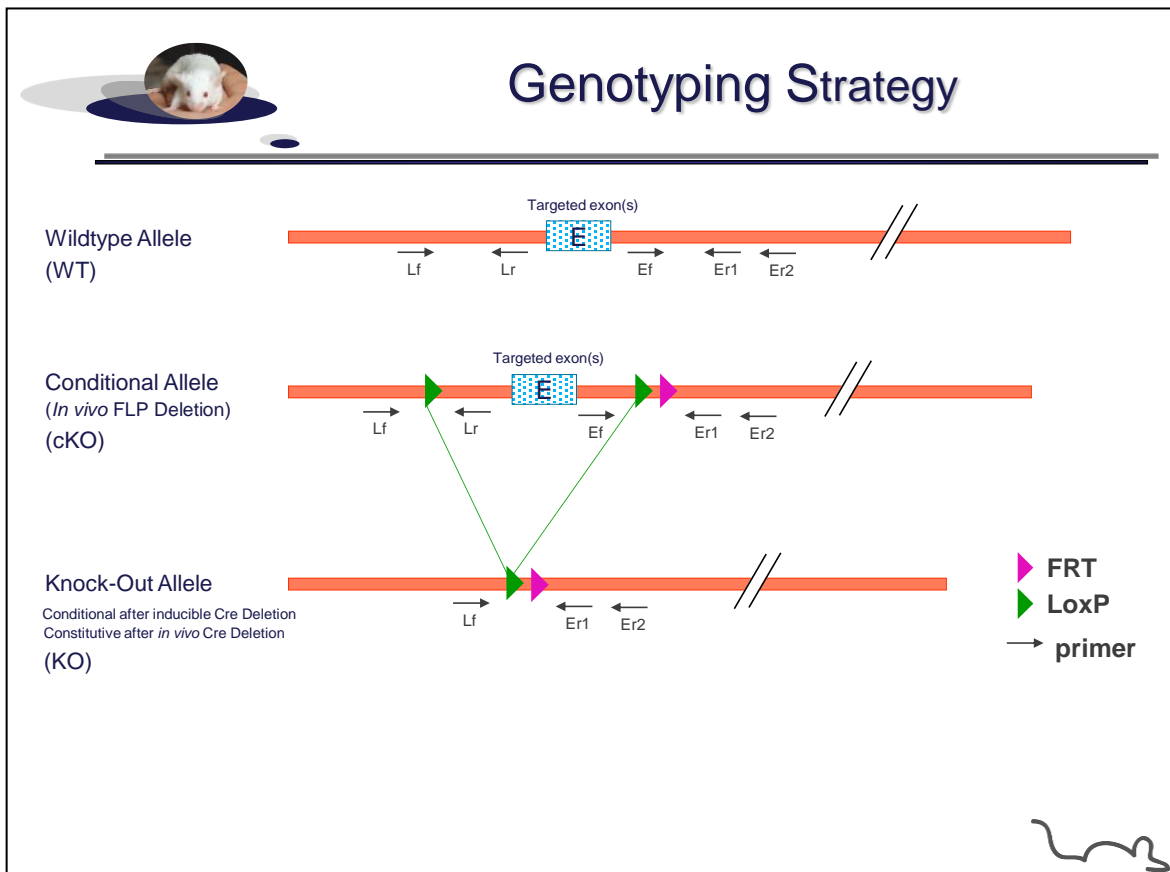 Genotyping Strategy
Targeted exon(s)
Wildtype Allele
(WT)
E
Lf
Lr
Ef
Er1
Er2
Targeted exon(s)
Conditional Allele
(In vivo FLP Deletion)
(cKO)
E
Lf
Lr
Ef
Er1
Er2
Knock-Out Allele
Conditional after inducible Cre Deletion
Constitutive after in vivo Cre Deletion
(KO)
Lf
Er1
Er2
FRT
LoxP
primer